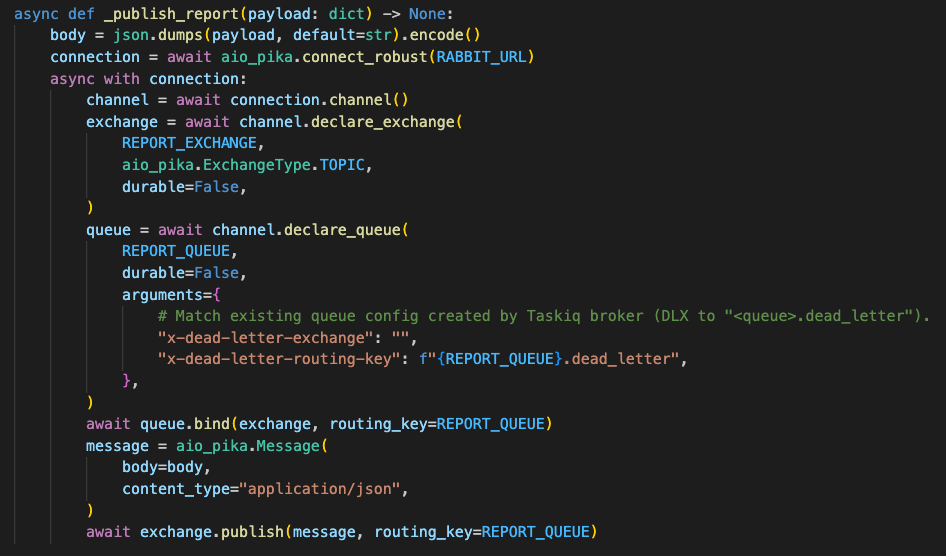 async def _publish_report(payload: dict) -> None:
    body = json.dumps(payload, default=str).encode()
    connection = await aio_pika.connect_robust(RABBIT_URL)
    async with connection:
        channel = await connection.channel()
        exchange = await channel.declare_exchange(
            REPORT_EXCHANGE,
            aio_pika.ExchangeType.TOPIC,
            durable=False,
        )
        queue = await channel.declare_queue(
            REPORT_QUEUE,
            durable=False,
            arguments={
                # Match existing queue config created by Taskiq broker (DLX to "<queue>.dead_letter").
                "x-dead-letter-exchange": "",
                "x-dead-letter-routing-key": f"{REPORT_QUEUE}.dead_letter",
            },
        )
        await queue.bind(exchange, routing_key=REPORT_QUEUE)
        message = aio_pika.Message(
            body=body,
            content_type="application/json",
        )
        await exchange.publish(message, routing_key=REPORT_QUEUE)